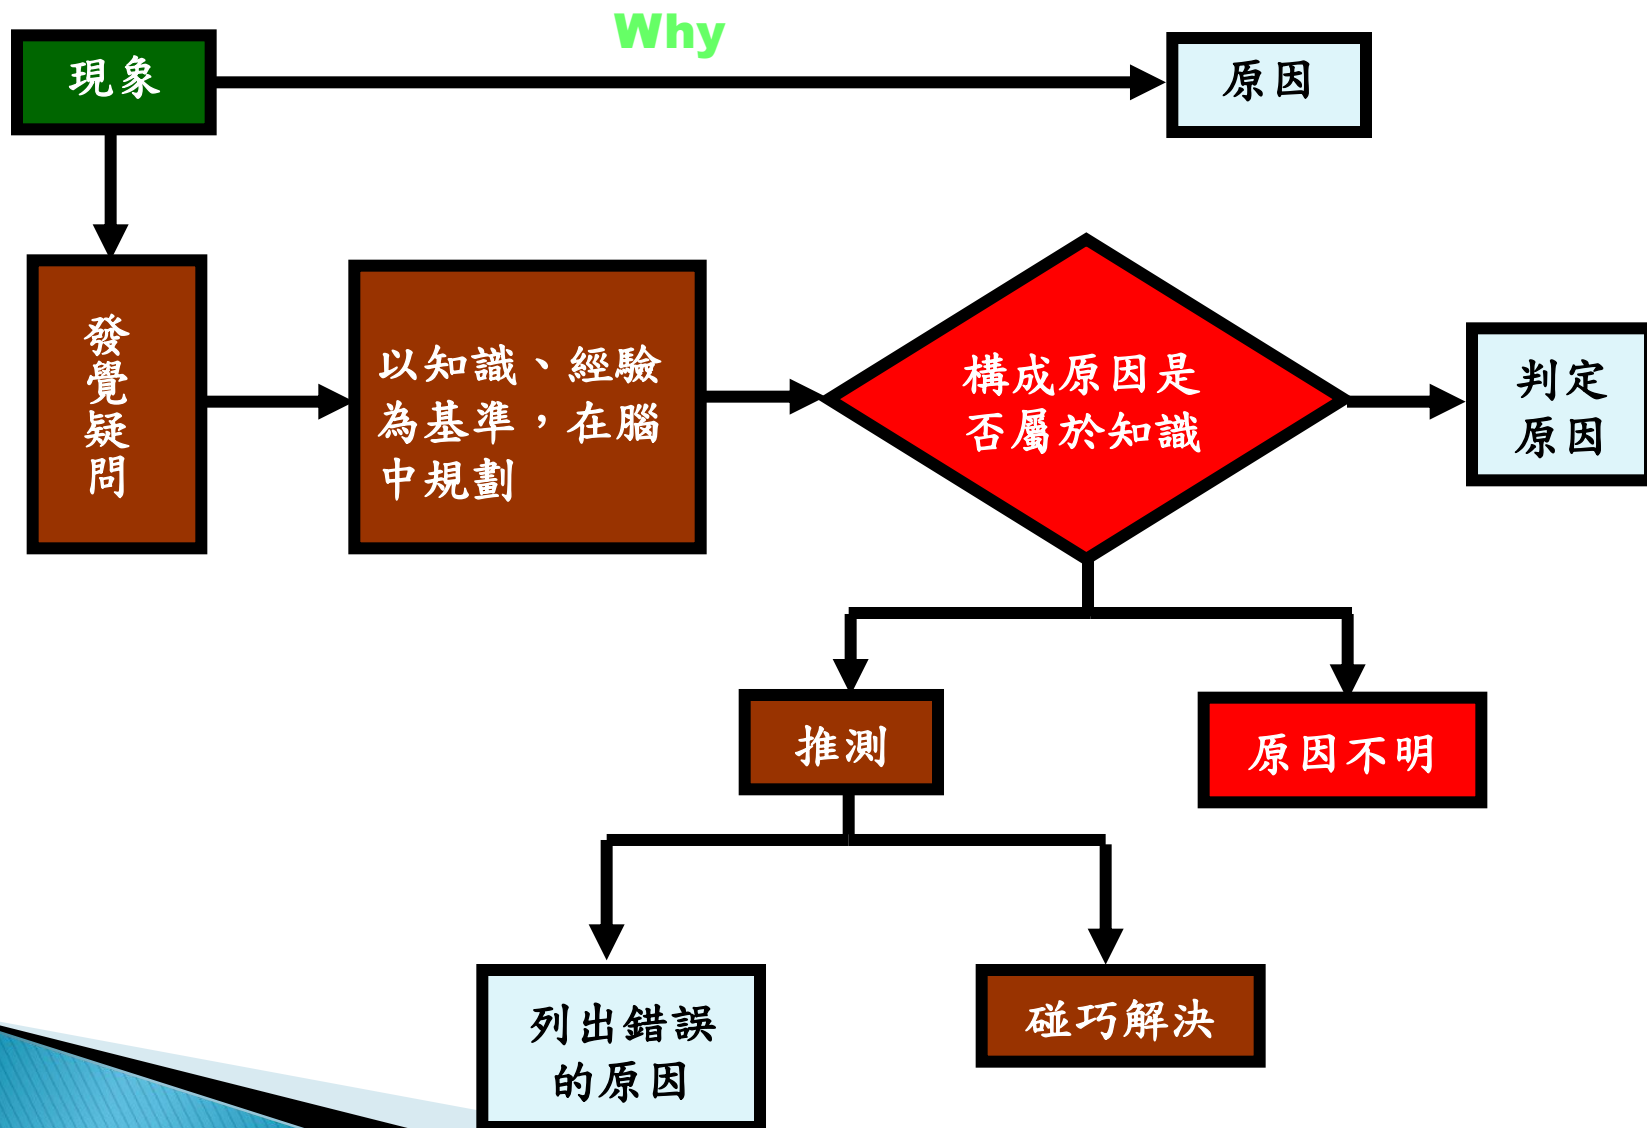 Why
現象
原因
發覺疑問
以知識、經驗
為基準，在腦
中規劃
構成原因是
否屬於知識
判定
原因
推測
原因不明
列出錯誤
的原因
碰巧解決